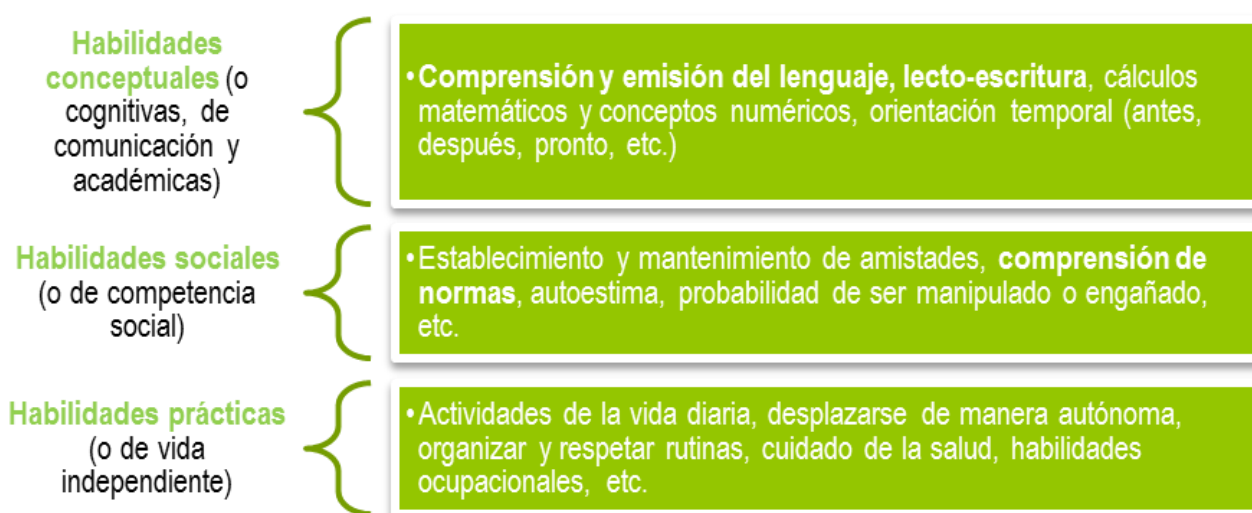 Habilidades
conceptuales (o
cognitivas, de
comunicación y
académicas)
•Comprensión y emisión del lenguaje, lecto-escritura, cálculos
matemáticos y conceptos numéricos, orientación temporal (antes,
después, pronto, etc.)
Habilidades sociales
(o de competencia
social)
•Establecimiento y mantenimiento de amistades, comprensión de
normas, autoestima, probabilidad de ser manipulado o engañado,
etc.
Habilidades prácticas
(o de vida
independiente)
•Actividades de la vida diaria, desplazarse de manera autónoma,
organizar y respetar rutinas, cuidado de la salud, habilidades
ocupacionales, etc.